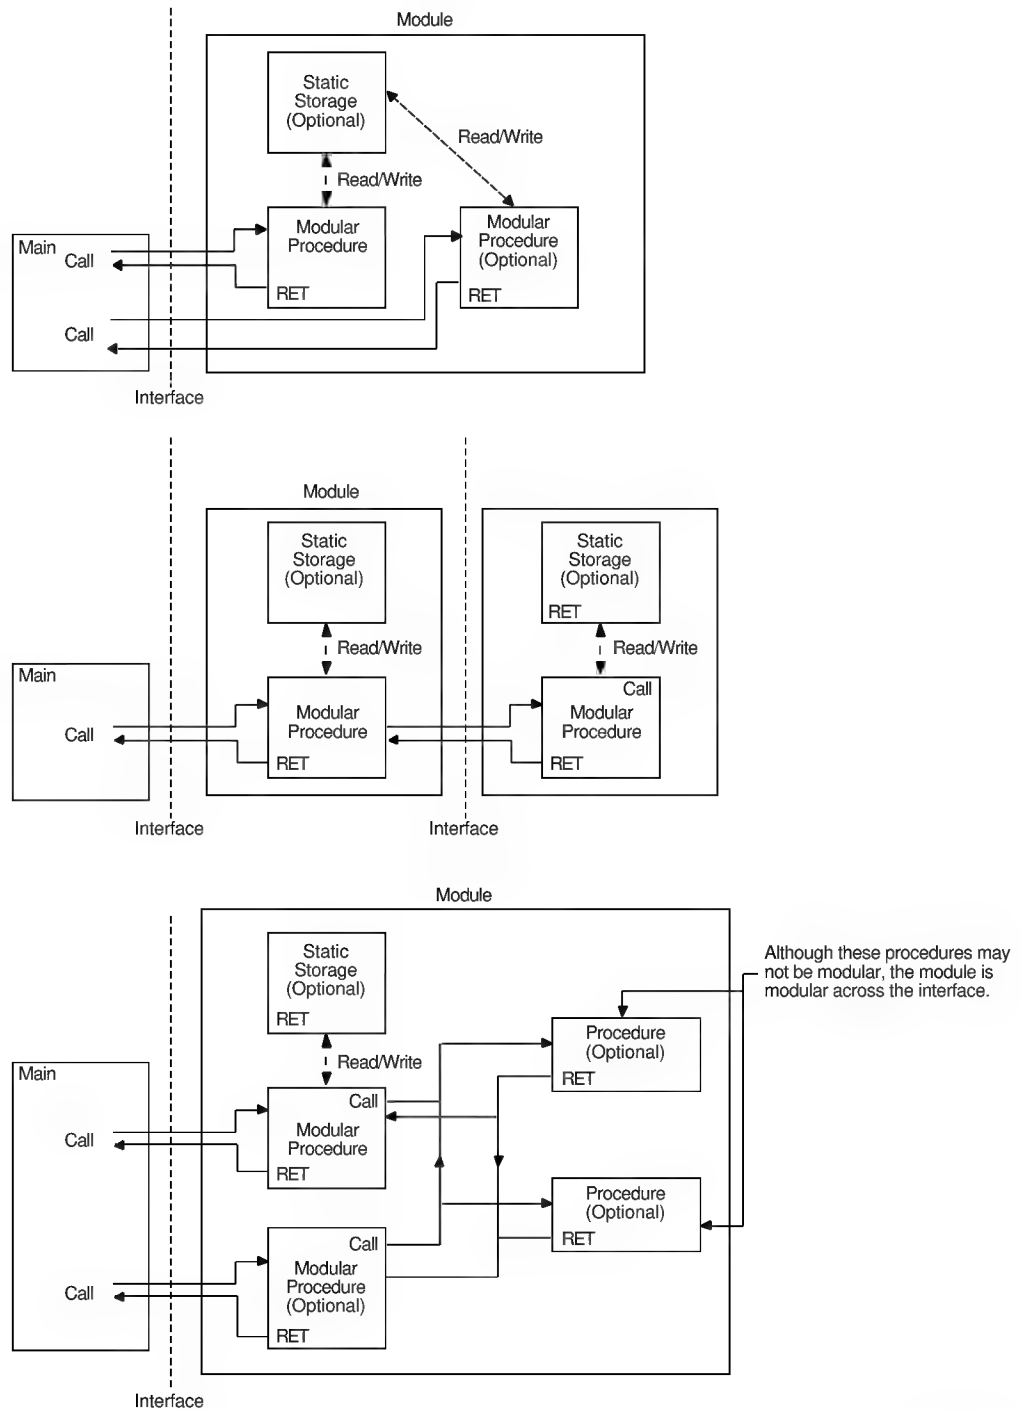 Module
Static
Storage
(Optional)
Read/Write
Read/Write
Main
Call
Modular
Procedure
RET
Modular
Procedure
(Optional)
RET
Call
Interface
Module
Static
Storage
(Optional)
Static
Storage
(Optional)
RET
Read/Write
Read/Write
Main
Call
Modular
Procedure
RET
Call
Modular
Procedure
RET
Interface
Interface
Module
Static
Storage
(Optional)
RET
Although these procedures may
not be modular, the module is
modular across the interface.
Procedure
(Optional)
RET
Read/Write
Main
Call
Call
Modular
Procedure
RET
Procedure
(Optional)
RET
Call
Call
Modular
Procedure
(Optional)
RET
Interface